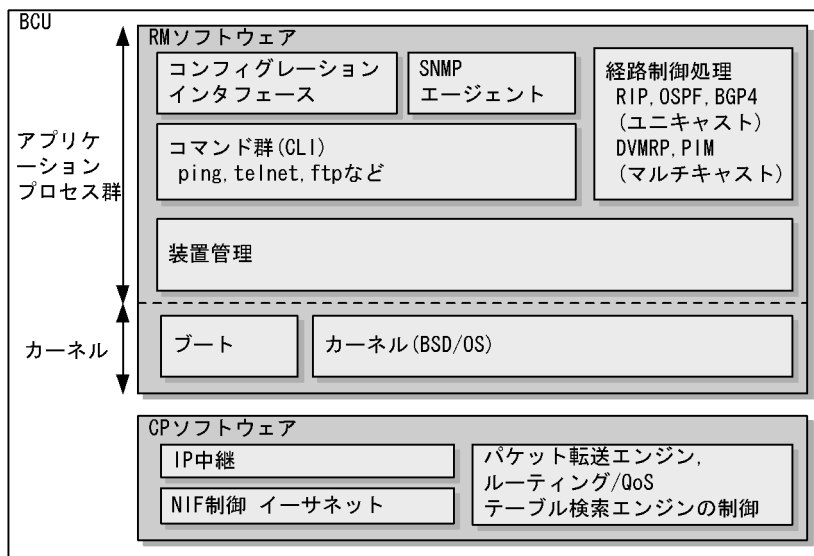 BCU
RMソフトウェア
コンフィグレーション
インタフェース
SNMP
エージェント
経路制御処理
RIP,OSPF,BGP4
(ユニキャスト)
DVMRP,PIM
(マルチキャスト)
コマンド群(CLI)
ping,telnet,ftpなど
装置管理
アプリケ
ーション
プロセス群
ブート
カーネル(BSD/OS)
カーネル
CPソフトウェア
IP中継
NIF制御 イーサネット
パケット転送エンジン,
ルーティング/QoS
テーブル検索エンジンの制御